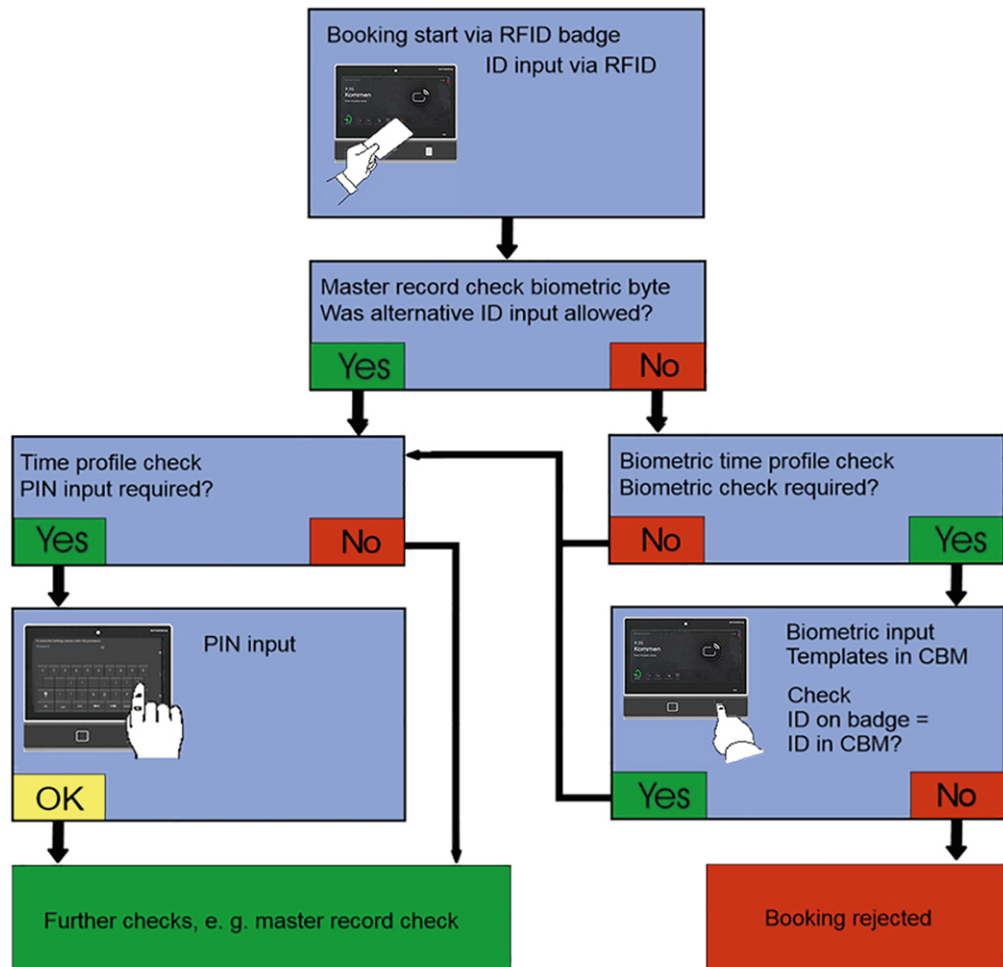 Booking start via RFID badge
ID input via RFID
Kommen
Master record check biometric byte
Was alternative ID input allowed?
Yes
No
Time profile check
PIN input required?
Yes
No
Biometric time profile check
Biometric check required?
No
Yes
PIN input
OK
Kommen
Biometric input
Templates in CBM
Check
ID on badge =
ID in CBM?
Yes
No
Further checks, e. g. master record check
Booking rejected